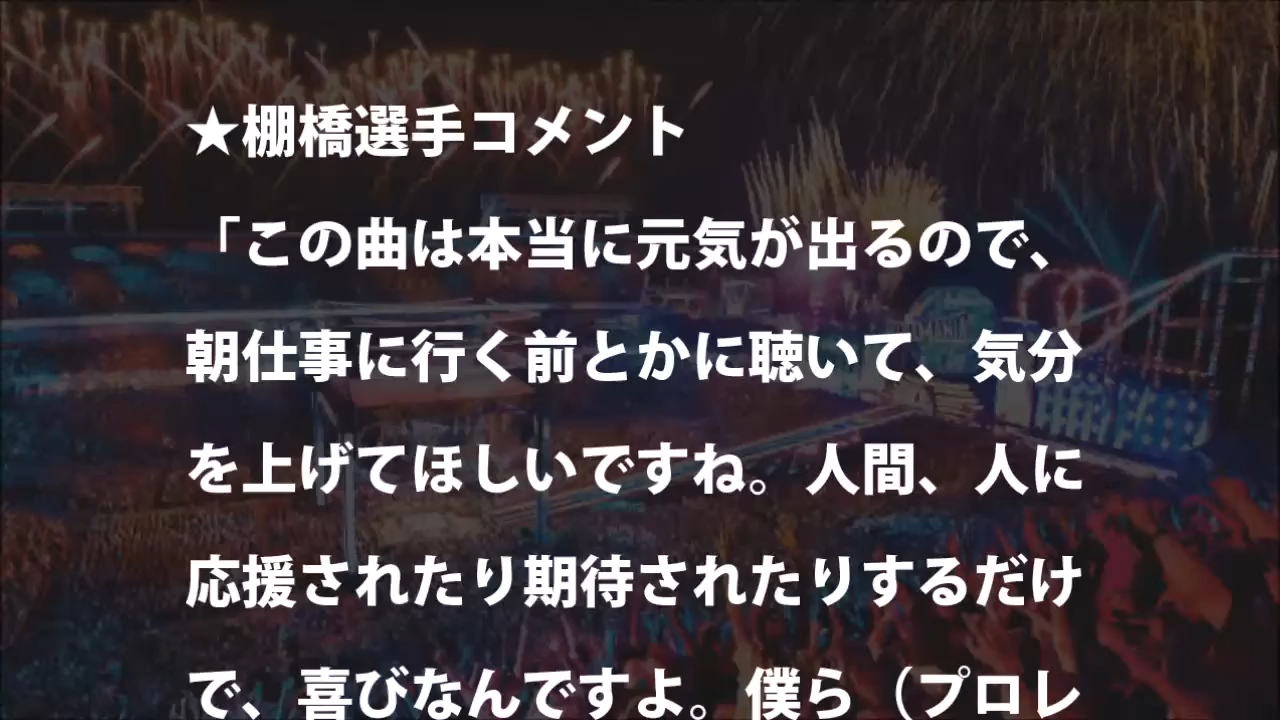 ★棚橋選手コメント
「この曲は本当に元気が出るので、
朝仕事に行く前とかに聴いて、気分
を上げてほしいですね。人間、人に
応援されたり期待されたりするだけ
で、喜びなんですよ。僕ら（プロレ